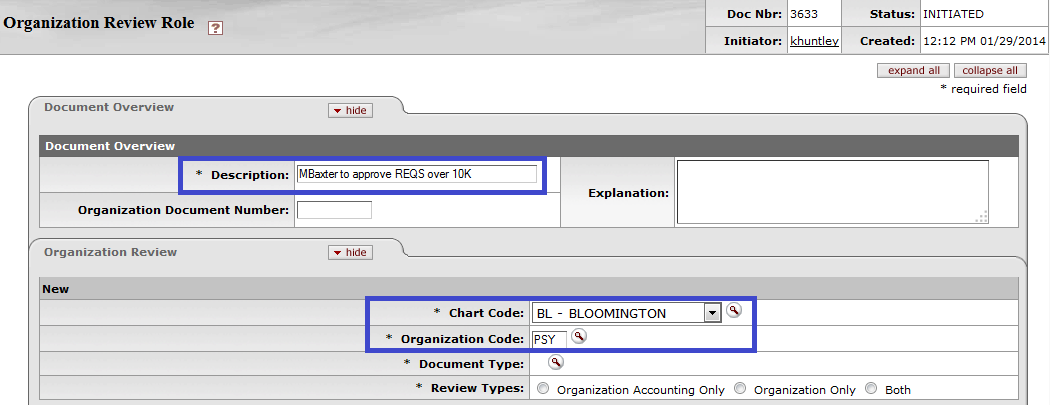 Organization Review Role ?
Doc Nbr: 3633 Status: INITIATED
Initiator: khuntley Created: 12:12 PM 01/29/2014
expand all collapse all
* required field
Document Overview hide
Document Overview
* Description: MBaxter to approve REQS over 10K
Explanation:
Organization Document Number:
Organization Review hide
New
* Chart Code: BL - BLOOMINGTON
* Organization Code: PSY
* Document Type:
* Review Types: Organization Accounting Only Organization Only Both